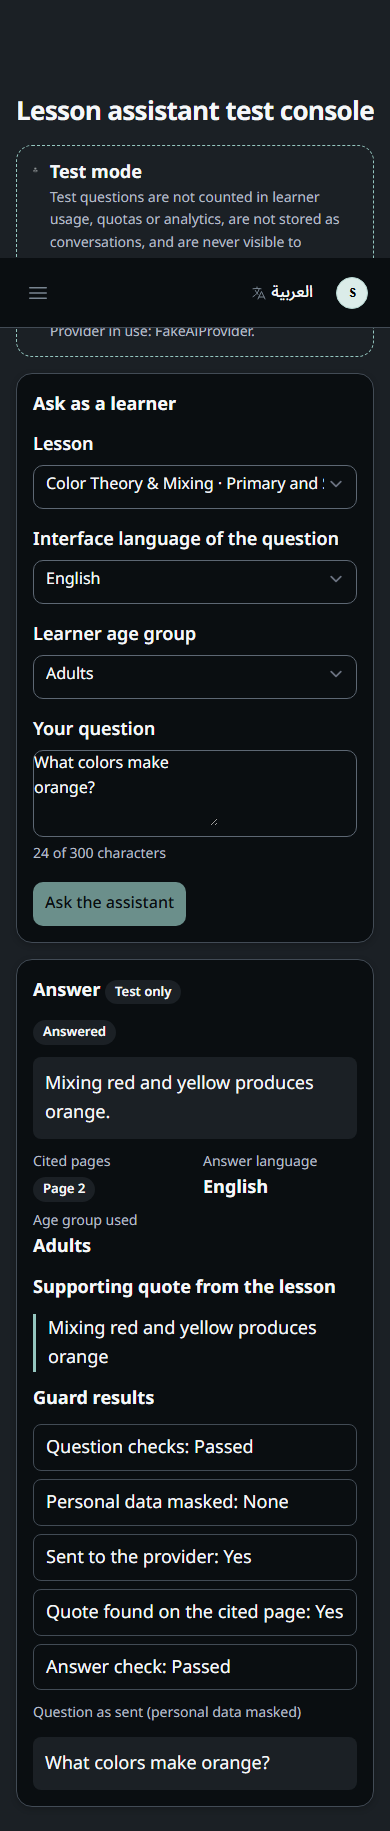 Lesson assistant test console
Test mode
Test questions are not counted in learner
usage, quotas or analytics, are not stored as
conversations, and are never visible to
العربية
S
Provider in use: FakeAIProvider.
Ask as a learner
Lesson
Color Theory & Mixing · Primary and
Interface language of the question
English
Learner age group
Adults
Your question
What colors make
orange?
24 of 300 characters
Ask the assistant
Answer Test only
Answered
Mixing red and yellow produces
orange.
Cited pages Answer language
Page 2 English
Age group used
Adults
Supporting quote from the lesson
Mixing red and yellow produces
orange
Guard results
Question checks: Passed
Personal data masked: None
Sent to the provider: Yes
Quote found on the cited page: Yes
Answer check: Passed
Question as sent (personal data masked)
What colors make orange?